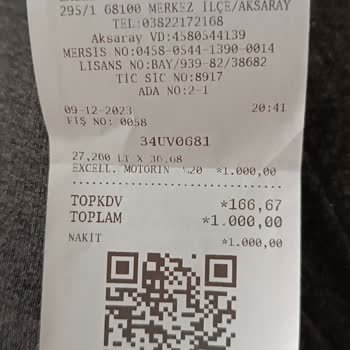 295/1 68100 MERKEZ İLÇE/AKSARAY
TEL:03822172168
Aksaray VD:4580544139
MERSIS NO:0458-0544-1390-0014
LISANS NO:BAY/939-82/38682
TIC SIC NO:8917
ADA NO:2-1
09-12-2023 20:41
FİŞ NO: 0058
34UV0681
27,260 LT X 36,68
EXCELL. MOTORIN %20 *1.000,00
TOPKDV *166,67
TOPLAM *1.000,00
NAKIT *1.000,00